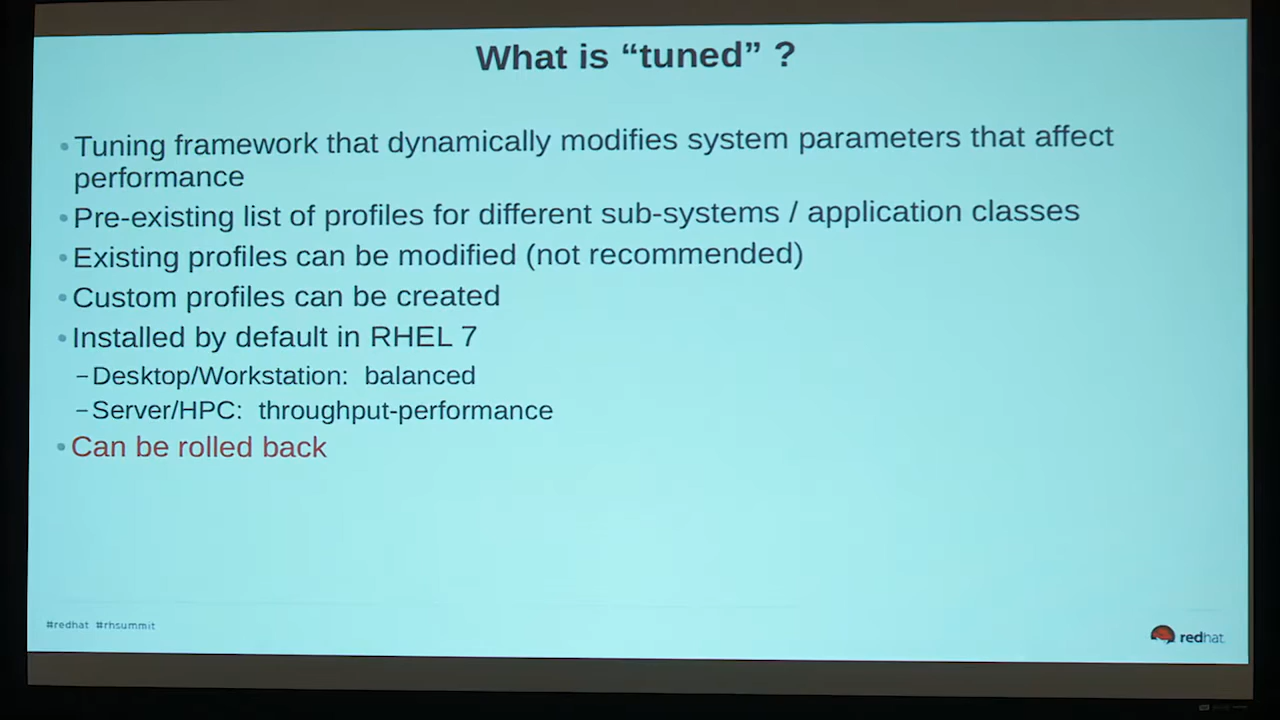 What is “tuned” ?
•Tuning framework that dynamically modifies system parameters that affect
performance
•Pre-existing list of profiles for different sub-systems / application classes
•Existing profiles can be modified (not recommended)
•Custom profiles can be created
•Installed by default in RHEL 7
–Desktop/Workstation: balanced
–Server/HPC: throughput-performance
•Can be rolled back
#redhat #rhsummit
redhat